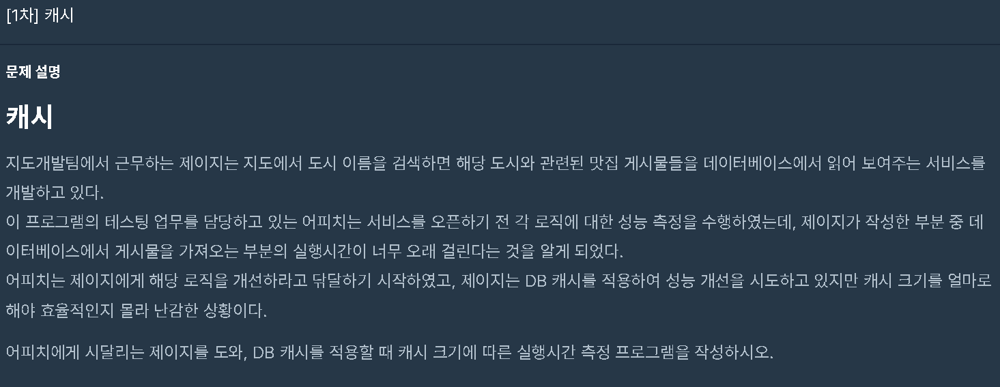 [1차] 캐시
문제 설명
캐시
지도개발팀에서 근무하는 제이지는 지도에서 도시 이름을 검색하면 해당 도시와 관련된 맛집 게시물들을 데이터베이스에서 읽어 보여주는 서비스를
개발하고 있다.
이 프로그램의 테스팅 업무를 담당하고 있는 어피치는 서비스를 오픈하기 전 각 로직에 대한 성능 측정을 수행하였는데, 제이지가 작성한 부분 중 데
이터베이스에서 게시물을 가져오는 부분의 실행시간이 너무 오래 걸린다는 것을 알게 되었다.
어피치는 제이지에게 해당 로직을 개선하라고 닦달하기 시작하였고, 제이지는 DB 캐시를 적용하여 성능 개선을 시도하고 있지만 캐시 크기를 얼마로
해야 효율적인지 몰라 난감한 상황이다.
어피치에게 시달리는 제이지를 도와, DB 캐시를 적용할 때 캐시 크기에 따른 실행시간 측정 프로그램을 작성하시오.